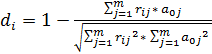 $d_i = 1 - \frac{\sum_{j=1}^{m} r_{ij} * a_{0j}}{\sqrt{\sum_{j=1}^{m} {r_{ij}}^2 * \sum_{j=1}^{m} {a_{0j}}^2}}$